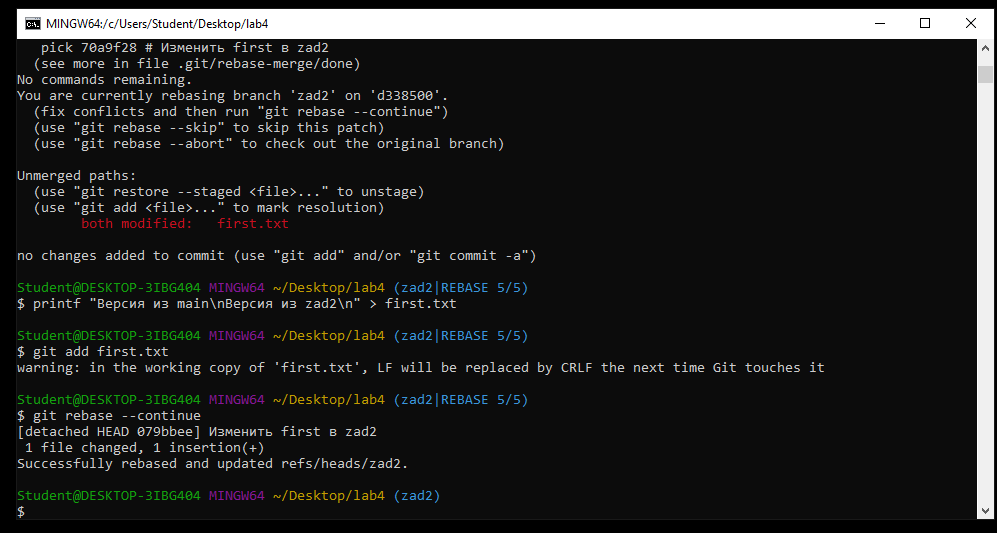 MINGW64:/c/Users/Student/Desktop/lab4
pick 70a9f28 # Изменить first в zad2
(see more in file .git/rebase-merge/done)
No commands remaining.
You are currently rebasing branch 'zad2' on 'd338500'.
(fix conflicts and then run "git rebase --continue")
(use "git rebase --skip" to skip this patch)
(use "git rebase --abort" to check out the original branch)
Unmerged paths:
(use "git restore --staged <file>..." to unstage)
(use "git add <file>..." to mark resolution)
both modified:   first.txt
no changes added to commit (use "git add" and/or "git commit -a")
Student@DESKTOP-3IBG404 MINGW64 ~/Desktop/lab4 (zad2|REBASE 5/5)
$ printf "Версия из main\nВерсия из zad2\n" > first.txt
Student@DESKTOP-3IBG404 MINGW64 ~/Desktop/lab4 (zad2|REBASE 5/5)
$ git add first.txt
warning: in the working copy of 'first.txt', LF will be replaced by CRLF the next time Git touches it
Student@DESKTOP-3IBG404 MINGW64 ~/Desktop/lab4 (zad2|REBASE 5/5)
$ git rebase --continue
[detached HEAD 079bbee] Изменить first в zad2
1 file changed, 1 insertion(+)
Successfully rebased and updated refs/heads/zad2.
Student@DESKTOP-3IBG404 MINGW64 ~/Desktop/lab4 (zad2)
$